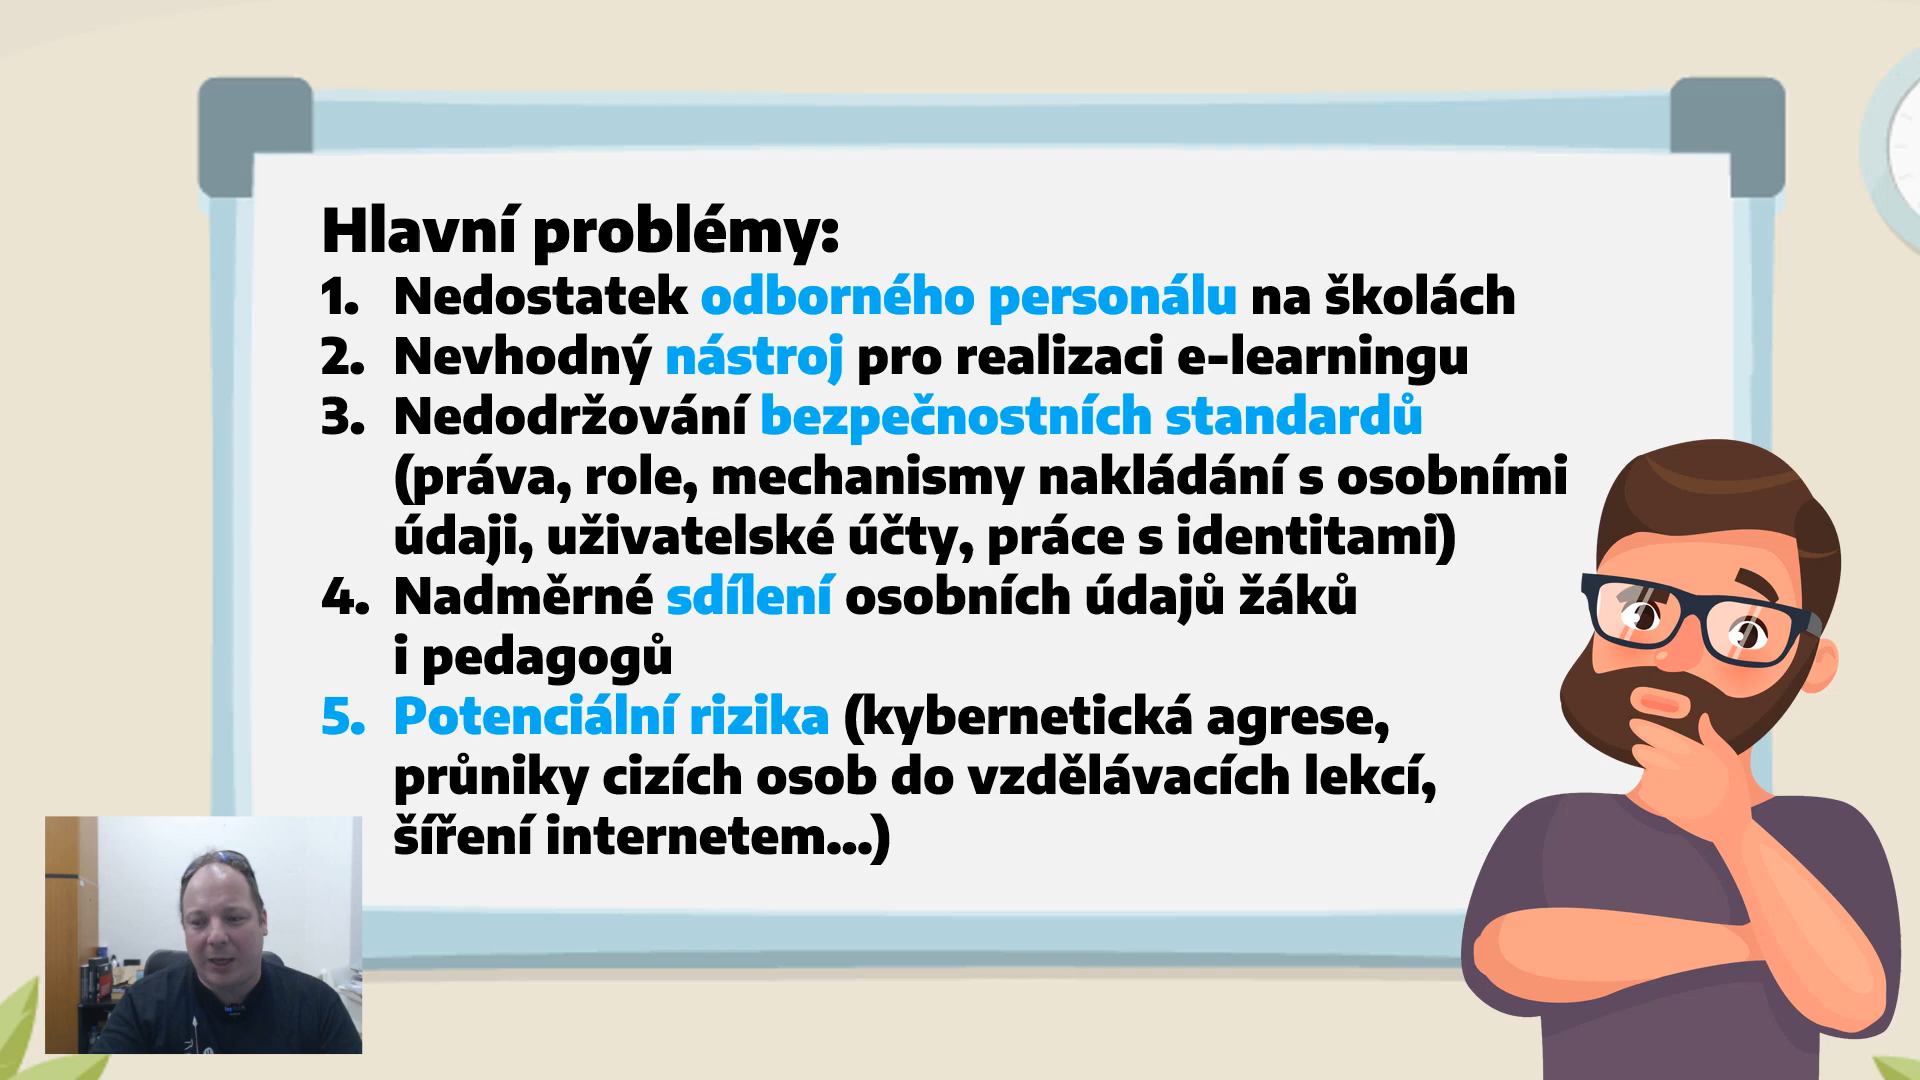 Hlavní problémy:
1. Nedostatek odborného personálu na školách
2. Nevhodný nástroj pro realizaci e-learningu
3. Nedodržování bezpečnostních standardů
(práva, role, mechanismy nakládání s osobními
údaji, uživatelské účty, práce s identitami)
4. Nadměrné sdílení osobních údajů žáků
i pedagogů
5. Potenciální rizika (kybernetická agrese,
průniky cizích osob do vzdělávacích lekcí,
šíření internetem...)